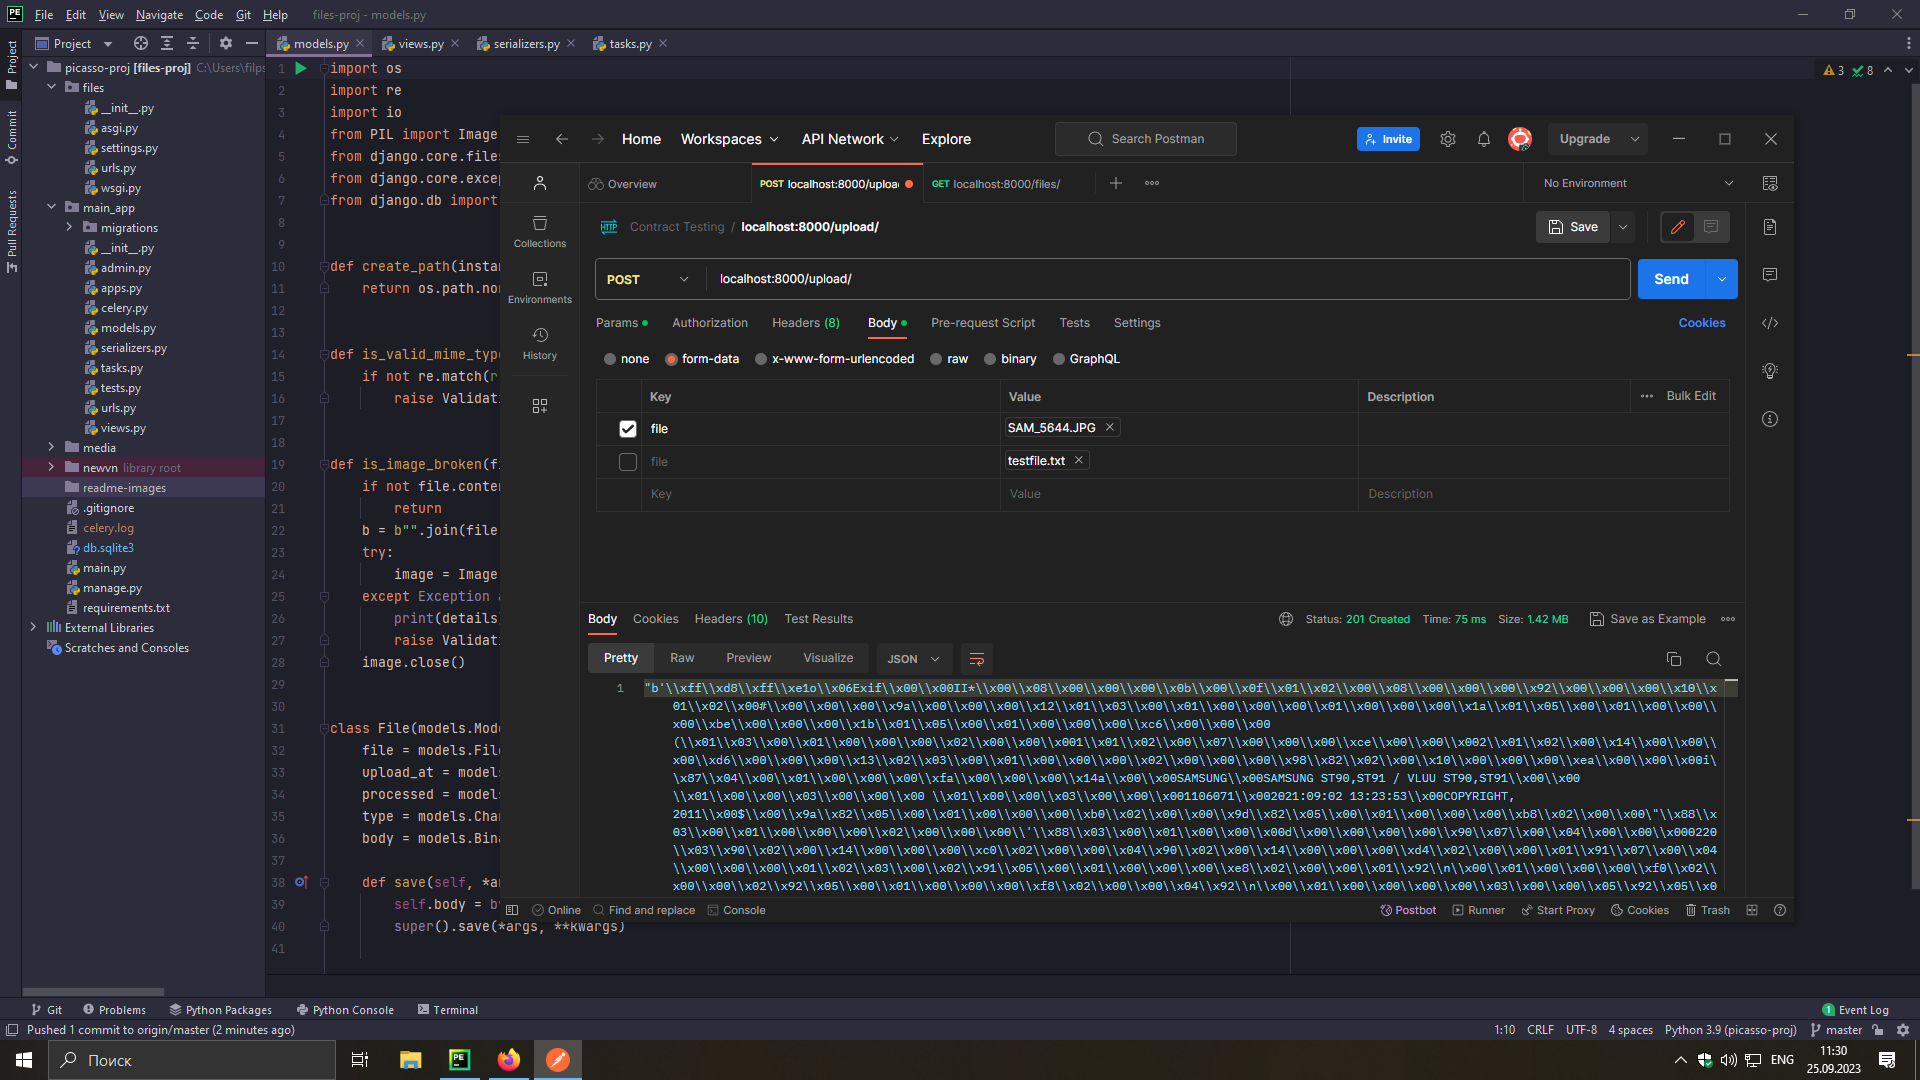 File Edit View Navigate Code Git Help files-proj - models.py
Project
models.py
views.py
serializers.py
tasks.py
Project
Commit
Pull Requests
picasso-proj [files-proj] C:\Users\filps
files
__init__.py
asgi.py
settings.py
urls.py
wsgi.py
main_app
migrations
__init__.py
admin.py
apps.py
celery.py
models.py
serializers.py
tasks.py
tests.py
urls.py
views.py
media
newvn library root
readme-images
.gitignore
celery.log
db.sqlite3
main.py
manage.py
requirements.txt
External Libraries
Scratches and Consoles
3 8
1 import os
2 import re
3 import io
4 from PIL import Image
5 from django.core.files
6 from django.core.excep
7 from django.db import
8
9
10 def create_path(instan
11 return os.path.nor
12
13
14 def is_valid_mime_type
15 if not re.match(r
16 raise Validati
17
18
19 def is_image_broken(fi
20 if not file.conten
21 return
22 b = b"".join(file
23 try:
24 image = Image
25 except Exception a
26 print(details
27 raise Validati
28 image.close()
29
30
31 class File(models.Mode
32 file = models.File
33 upload_at = models
34 processed = models
35 type = models.Char
36 body = models.Bina
37
38 def save(self, *ar
39 self.body = b
40 super().save(*args, **kwargs)
41
Home Workspaces API Network Explore
Search Postman
Invite
Upgrade
Overview
POST localhost:8000/uploa
GET localhost:8000/files/
No Environment
Collections
Environments
History
HTTP Contract Testing / localhost:8000/upload/
Save
POST localhost:8000/upload/
Send
Params Authorization Headers (8) Body Pre-request Script Tests Settings
Cookies
none form-data x-www-form-urlencoded raw binary GraphQL
Key Value Description Bulk Edit
file SAM_5644.JPG
file testfile.txt
Key Value Description
Body Cookies Headers (10) Test Results
Status: 201 Created Time: 75 ms Size: 1.42 MB Save as Example
Pretty Raw Preview Visualize JSON
1 "b'\\xff\\xd8\\xff\\xe1o\\x06Exif\\x00\\x00II*\\x00\\x08\\x00\\x00\\x00\\x0b\\x00\\x0f\\x01\\x02\\x00\\x08\\x00\\x00\\x00\\x92\\x00\\x00\\x00\\x10\\x
01\\x02\\x00#\\x00\\x00\\x00\\x9a\\x00\\x00\\x00\\x12\\x01\\x03\\x00\\x01\\x00\\x00\\x00\\x01\\x00\\x00\\x00\\x1a\\x01\\x05\\x00\\x01\\x00\\x00\\
x00\\xbe\\x00\\x00\\x00\\x1b\\x01\\x05\\x00\\x01\\x00\\x00\\x00\\xc6\\x00\\x00\\x00
(\\x01\\x03\\x00\\x01\\x00\\x00\\x00\\x02\\x00\\x00\\x001\\x01\\x02\\x00\\x07\\x00\\x00\\x00\\xce\\x00\\x00\\x002\\x01\\x02\\x00\\x14\\x00\\x00\\
x00\\xd6\\x00\\x00\\x00\\x13\\x02\\x03\\x00\\x01\\x00\\x00\\x00\\x02\\x00\\x00\\x00\\x98\\x82\\x02\\x00\\x10\\x00\\x00\\x00\\xea\\x00\\x00\\x00i\
\x87\\x04\\x00\\x01\\x00\\x00\\x00\\xfa\\x00\\x00\\x00\\x14a\\x00\\x00SAMSUNG\\x00SAMSUNG ST90,ST91 / VLUU ST90,ST91\\x00\\x00
\\x01\\x00\\x00\\x03\\x00\\x00\\x00 \\x01\\x00\\x00\\x03\\x00\\x00\\x001106071\\x002021:09:02 13:23:53\\x00COPYRIGHT,
2011\\x00$\\x00\\x9a\\x82\\x05\\x00\\x01\\x00\\x00\\x00\\xb0\\x02\\x00\\x00\\x9d\\x82\\x05\\x00\\x01\\x00\\x00\\x00\\xb8\\x02\\x00\\x00\"\\x88\\x
03\\x00\\x01\\x00\\x00\\x00\\x02\\x00\\x00\\x00\\'\\x88\\x03\\x00\\x01\\x00\\x00\\x00d\\x00\\x00\\x00\\x00\\x90\\x07\\x00\\x04\\x00\\x00\\x000220
\\x03\\x90\\x02\\x00\\x14\\x00\\x00\\x00\\xc0\\x02\\x00\\x00\\x04\\x90\\x02\\x00\\x14\\x00\\x00\\x00\\xd4\\x02\\x00\\x00\\x01\\x91\\x07\\x00\\x04
\\x00\\x00\\x00\\x01\\x02\\x03\\x00\\x02\\x91\\x05\\x00\\x01\\x00\\x00\\x00\\xe8\\x02\\x00\\x00\\x01\\x92\\n\\x00\\x01\\x00\\x00\\x00\\xf0\\x02\\
x00\\x00\\x02\\x92\\x05\\x00\\x01\\x00\\x00\\x00\\xf8\\x02\\x00\\x00\\x04\\x92\\n\\x00\\x01\\x00\\x00\\x00\\x00\\x03\\x00\\x00\\x05\\x92\\x05\\x0
Online Find and replace Console
Postbot Runner Start Proxy Cookies Trash
Git Problems Python Packages Python Console Terminal
1 Event Log
Pushed 1 commit to origin/master (2 minutes ago)
1:10 CRLF UTF-8 4 spaces Python 3.9 (picasso-proj) master
Поиск
ENG
11:30
25.09.2023